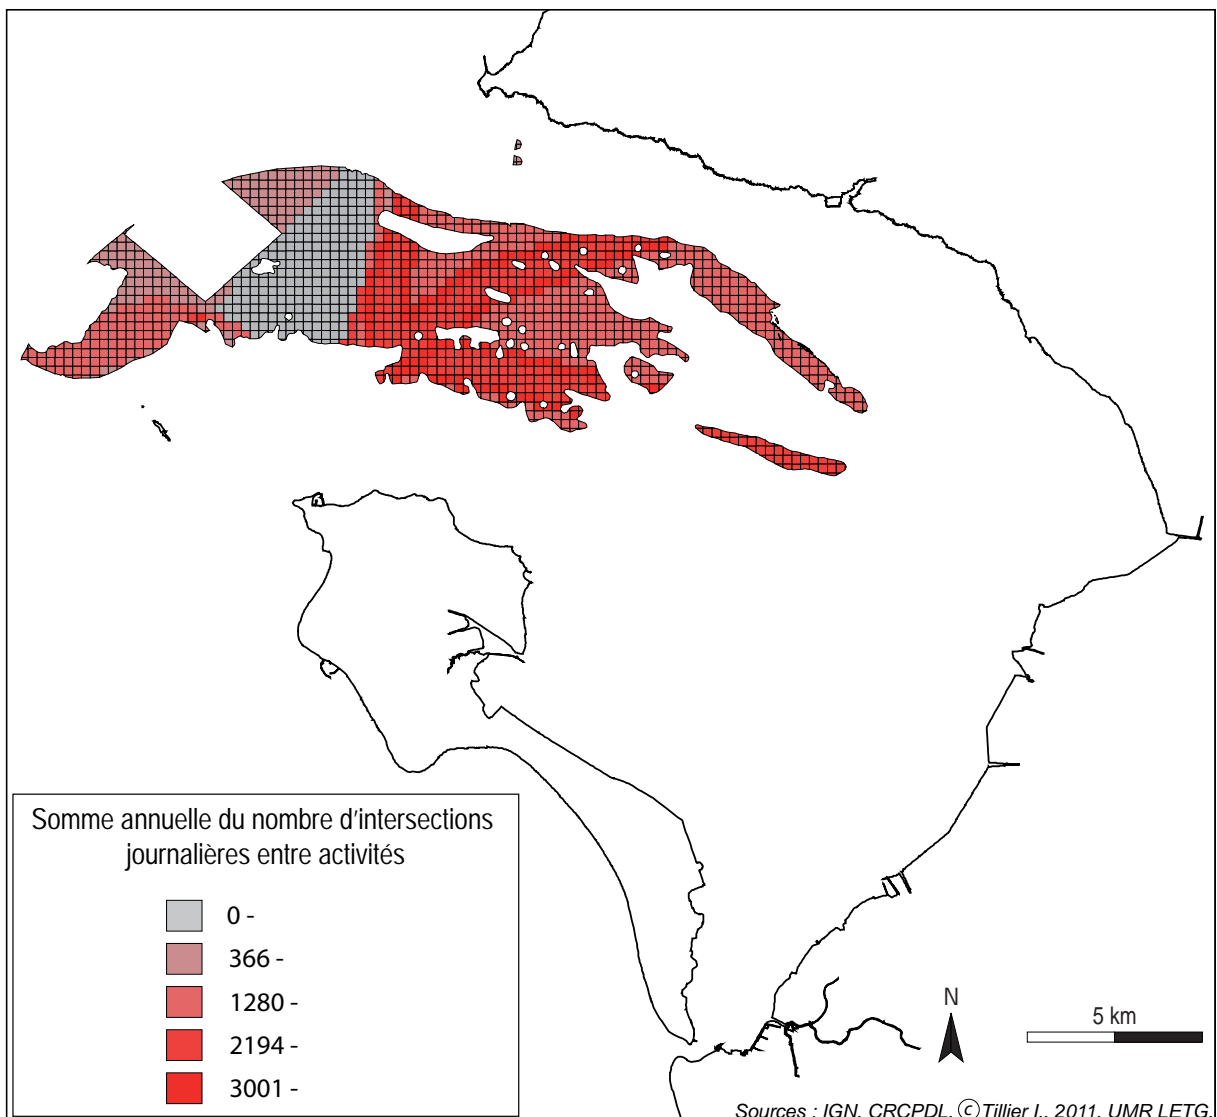 Somme annuelle du nombre d'intersections
journalières entre activités
0 -
366 -
1280 -
2194 -
3001 -
N
5 km
Sources : IGN, CRCPDL, © Tillier I., 2011, UMR LETG